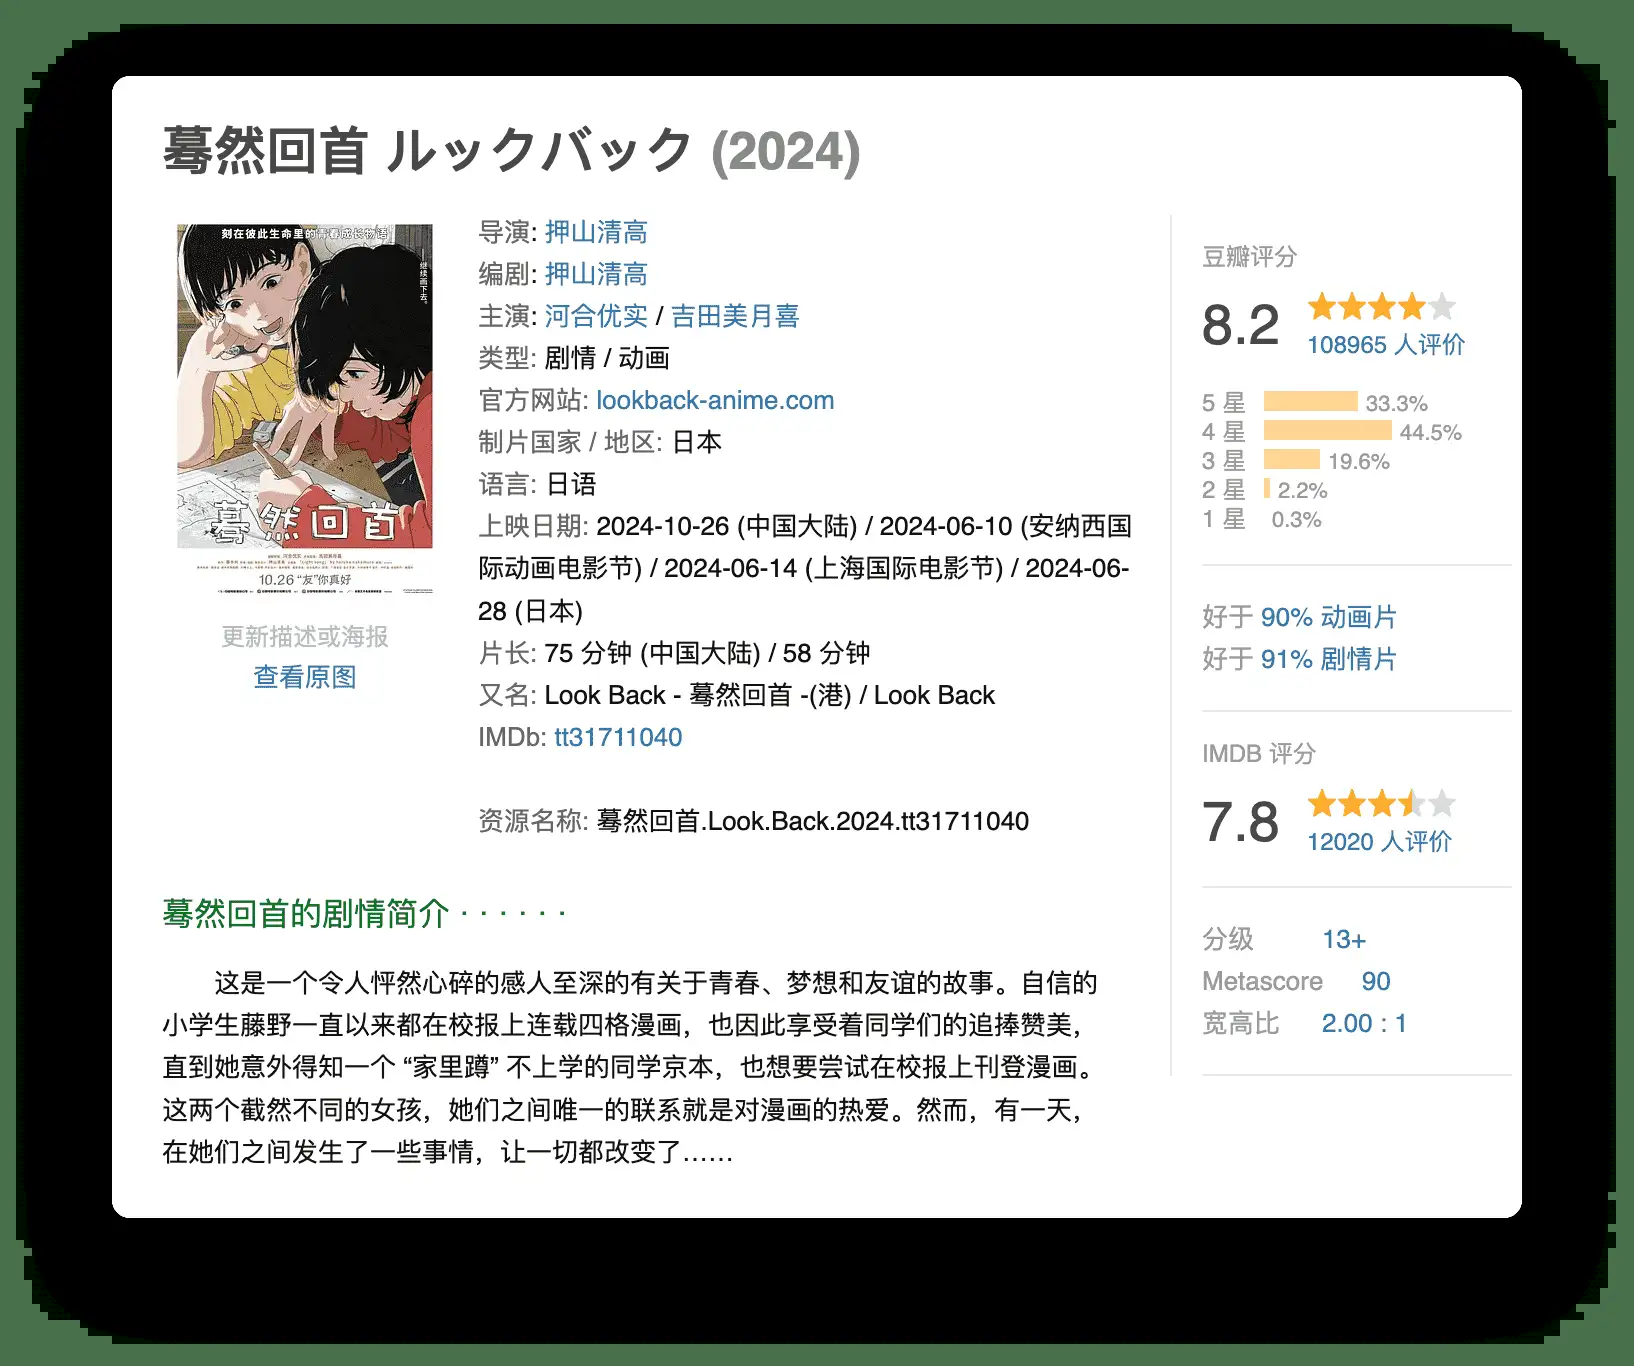 蓦然回首 ルックバック (2024)
刻在彼此生命里的青春成长物语
——继续画下去。
蓦然回首
10.26 “友”你真好
更新描述或海报
查看原图
导演: 押山清高
编剧: 押山清高
主演: 河合优实 / 吉田美月喜
类型: 剧情 / 动画
官方网站: lookback-anime.com
制片国家 / 地区: 日本
语言: 日语
上映日期: 2024-10-26 (中国大陆) / 2024-06-10 (安纳西国
际动画电影节) / 2024-06-14 (上海国际电影节) / 2024-06-
28 (日本)
片长: 75 分钟 (中国大陆) / 58 分钟
又名: Look Back - 蓦然回首 -(港) / Look Back
IMDb: tt31711040
资源名称: 蓦然回首.Look.Back.2024.tt31711040
豆瓣评分
8.2
108965 人评价
5 星 33.3%
4 星 44.5%
3 星 19.6%
2 星 2.2%
1 星 0.3%
好于 90% 动画片
好于 91% 剧情片
IMDB 评分
7.8
12020 人评价
分级 13+
Metascore 90
宽高比 2.00 : 1
蓦然回首的剧情简介 · · · · · ·
这是一个令人怦然心碎的感人至深的有关于青春、梦想和友谊的故事。自信的
小学生藤野一直以来都在校报上连载四格漫画，也因此享受着同学们的追捧赞美，
直到她意外得知一个 “家里蹲” 不上学的同学京本，也想要尝试在校报上刊登漫画。
这两个截然不同的女孩，她们之间唯一的联系就是对漫画的热爱。然而，有一天，
在她们之间发生了一些事情，让一切都改变了……